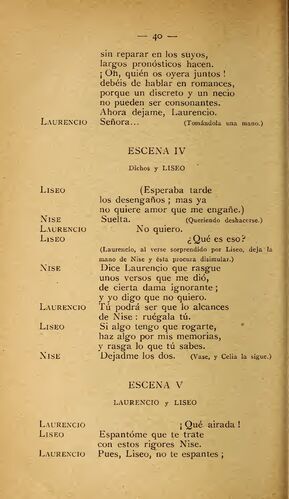 — 40 —
sin reparar en los suyos,
largos pronósticos hacen.
¡ Oh, quién os oyera juntos !
debéis de hablar en romances,
porque un discreto y un necio
no pueden ser consonantes.
Ahora dejame, Laurencio.
LAURENCIO Señora... (Tomándola una mano.)
ESCENA IV
Dichos y LISEO
LISEO (Esperaba tarde
los desengaños ; mas ya
no quiere amor que me engañe.)
NISE Suelta. (Queriendo deshacerse.)
LAURENCIO No quiero.
LISEO ¿Qué es eso?
(Laurencio, al verse sorprendido por Liseo, deja la
mano de Nise y ésta procura disimular.)
NISE Dice Laurencio que rasgue
unos versos que me dió,
de cierta dama ignorante ;
y yo digo que no quiero.
LAURENCIO Tú podrá ser que lo alcances
de Nise : ruégala tú.
LISEO Si algo tengo que rogarte,
haz algo por mis memorias,
y rasga lo que tú sabes.
NISE Dejadme los dos. (Vase, y Celia la sigue.)
ESCENA V
LAURENCIO y LISEO
LAURENCIO ¡ Qué airada !
LISEO Espantóme que te trate
con estos rigores Nise.
LAURENCIO Pues, Liseo, no te espantes ;